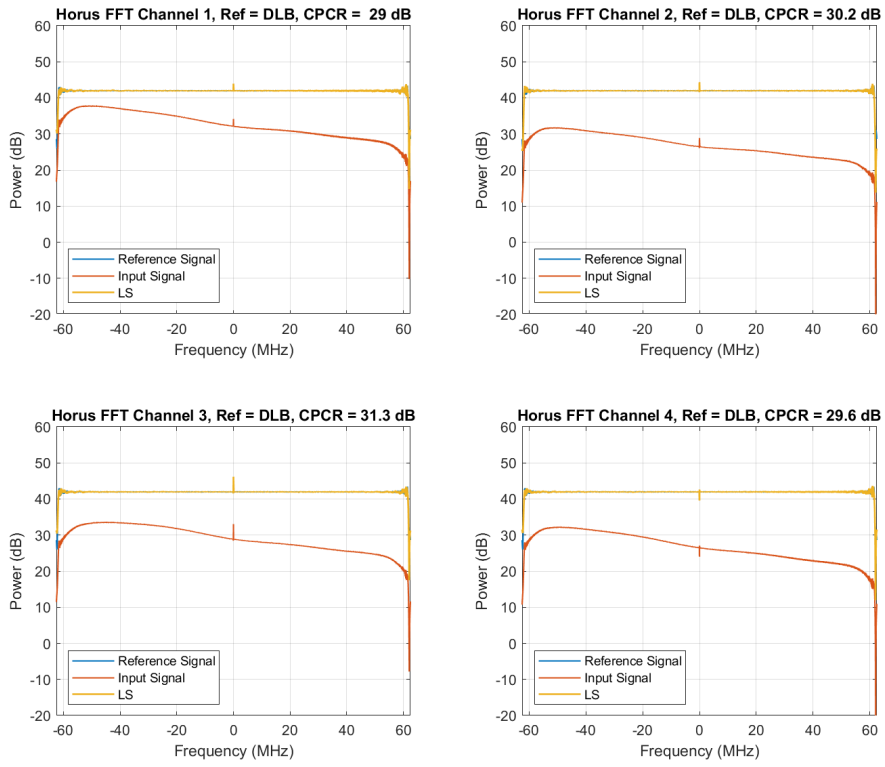 Horus FFT Channel 1, Ref = DLB, CPCR =  29 dB
60
50
40
30
20
10
0
-10
-20
Power (dB)
Reference Signal
Input Signal
LS
-60 -40 -20 0 20 40 60
Frequency (MHz)
Horus FFT Channel 2, Ref = DLB, CPCR = 30.2 dB
60
50
40
30
20
10
0
-10
-20
Power (dB)
Reference Signal
Input Signal
LS
-60 -40 -20 0 20 40 60
Frequency (MHz)
Horus FFT Channel 3, Ref = DLB, CPCR = 31.3 dB
60
50
40
30
20
10
0
-10
-20
Power (dB)
Reference Signal
Input Signal
LS
-60 -40 -20 0 20 40 60
Frequency (MHz)
Horus FFT Channel 4, Ref = DLB, CPCR = 29.6 dB
60
50
40
30
20
10
0
-10
-20
Power (dB)
Reference Signal
Input Signal
LS
-60 -40 -20 0 20 40 60
Frequency (MHz)